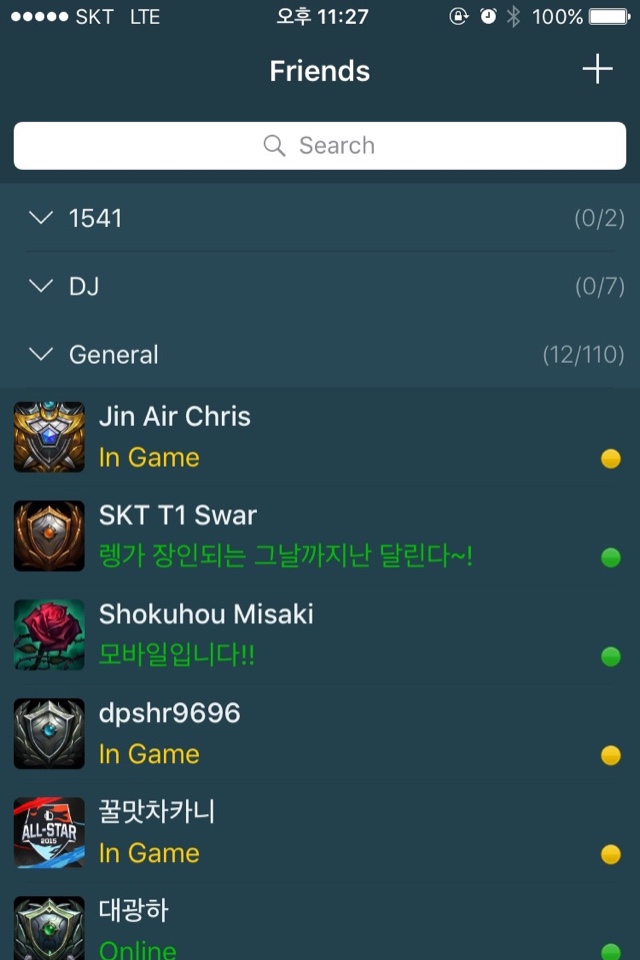 SKT LTE 오후 11:27 100%
Friends
Search
1541 (0/2)
DJ (0/7)
General (12/110)
Jin Air Chris
In Game
SKT T1 Swar
렝가 장인되는 그날까지난 달린다~!
Shokuhou Misaki
모바일입니다!!
dpshr9696
In Game
꿀맛차카니
In Game
ALL-STAR
2015
대광하
Online